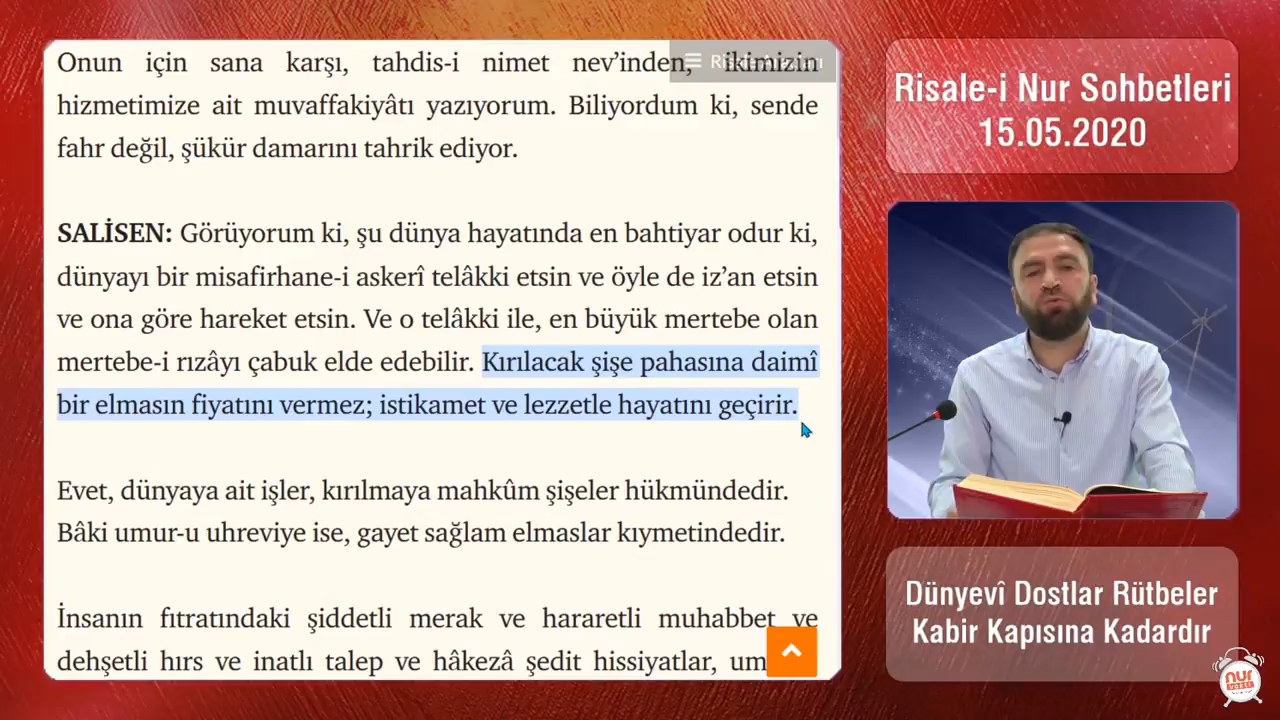 Onun için sana karşı, tahdis-i nimet nev’inden, ikimizin
hizmetimize ait muvaffakiyâtı yazıyorum. Biliyordum ki, sende
fahr değil, şükür damarını tahrik ediyor.
SALİSEN: Görüyorum ki, şu dünya hayatında en bahtiyar odur ki,
dünyayı bir misafirhane-i askerî telâkki etsin ve öyle de iz’an etsin
ve ona göre hareket etsin. Ve o telâkki ile, en büyük mertebe olan
mertebe-i rızâyı çabuk elde edebilir. Kırılacak şişe pahasına daimî
bir elmasın fiyatını vermez; istikamet ve lezzetle hayatını geçirir.
Evet, dünyaya ait işler, kırılmaya mahkûm şişeler hükmündedir.
Bâki umur-u uhreviye ise, gayet sağlam elmaslar kıymetindedir.
İnsanın fıtratındaki şiddetli merak ve hararetli muhabbet ve
dehşetli hırs ve inatlı talep ve hâkezâ şedit hissiyatlar,
Risale-i Nur Sohbetleri
15.05.2020
Dünyevî Dostlar Rütbeler
Kabir Kapısına Kadardır
nur